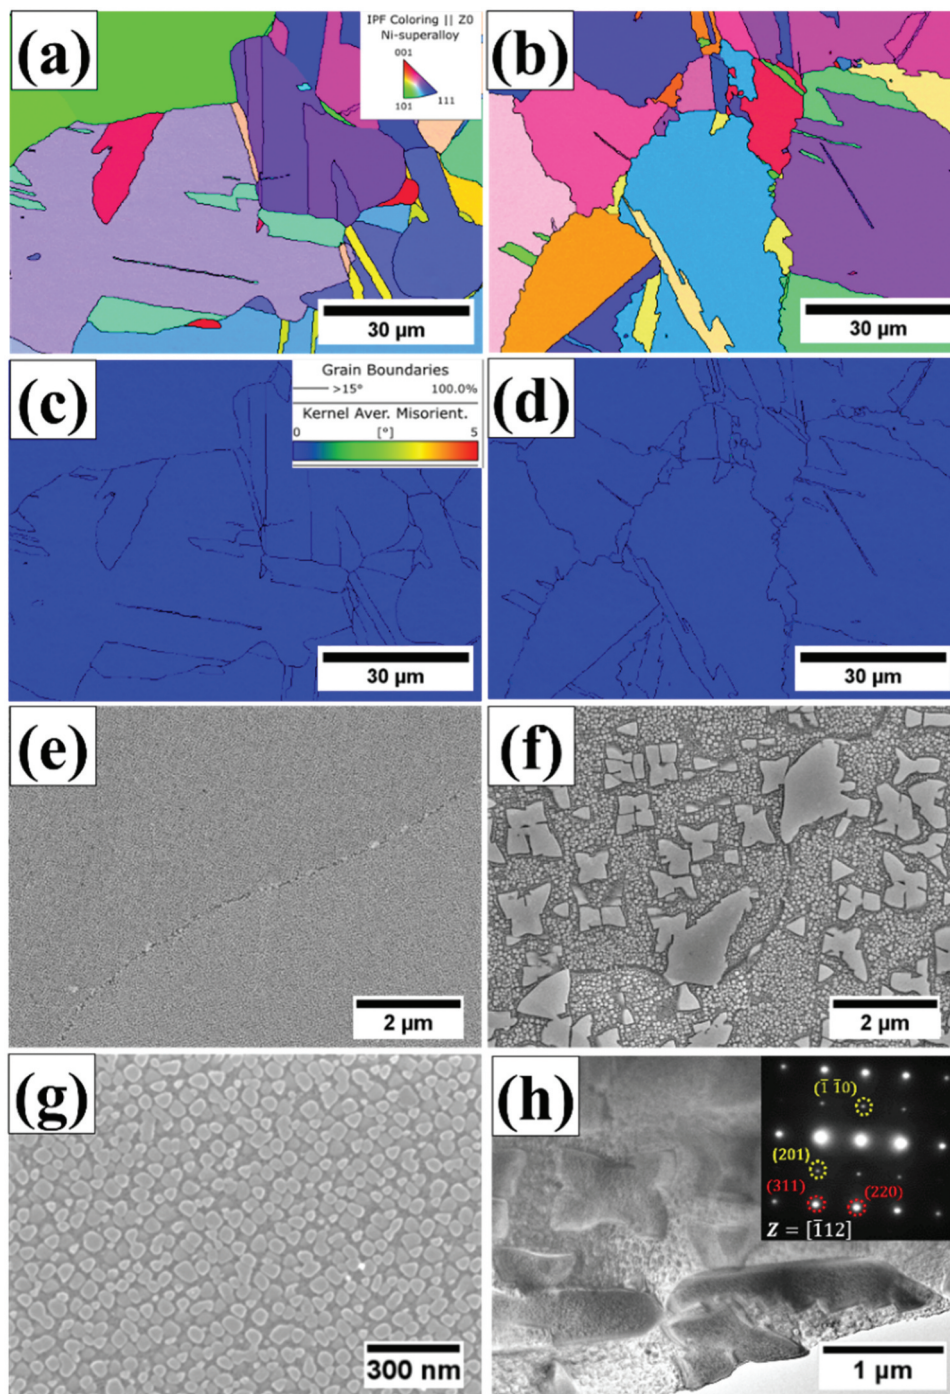 (a)
IPF Coloring || Z0
Ni-superalloy
001
101
111
30 µm
(b)
30 µm
(c)
Grain Boundaries
>15° 100.0%
Kernel Aver. Misorient.
[°]
0 5
30 µm
(d)
30 µm
(e)
2 µm
(f)
2 µm
(g)
300 nm
(h)
(1̅ 1̅0)
(201)
(311)
(220)
Z = [1̅12]
1 µm